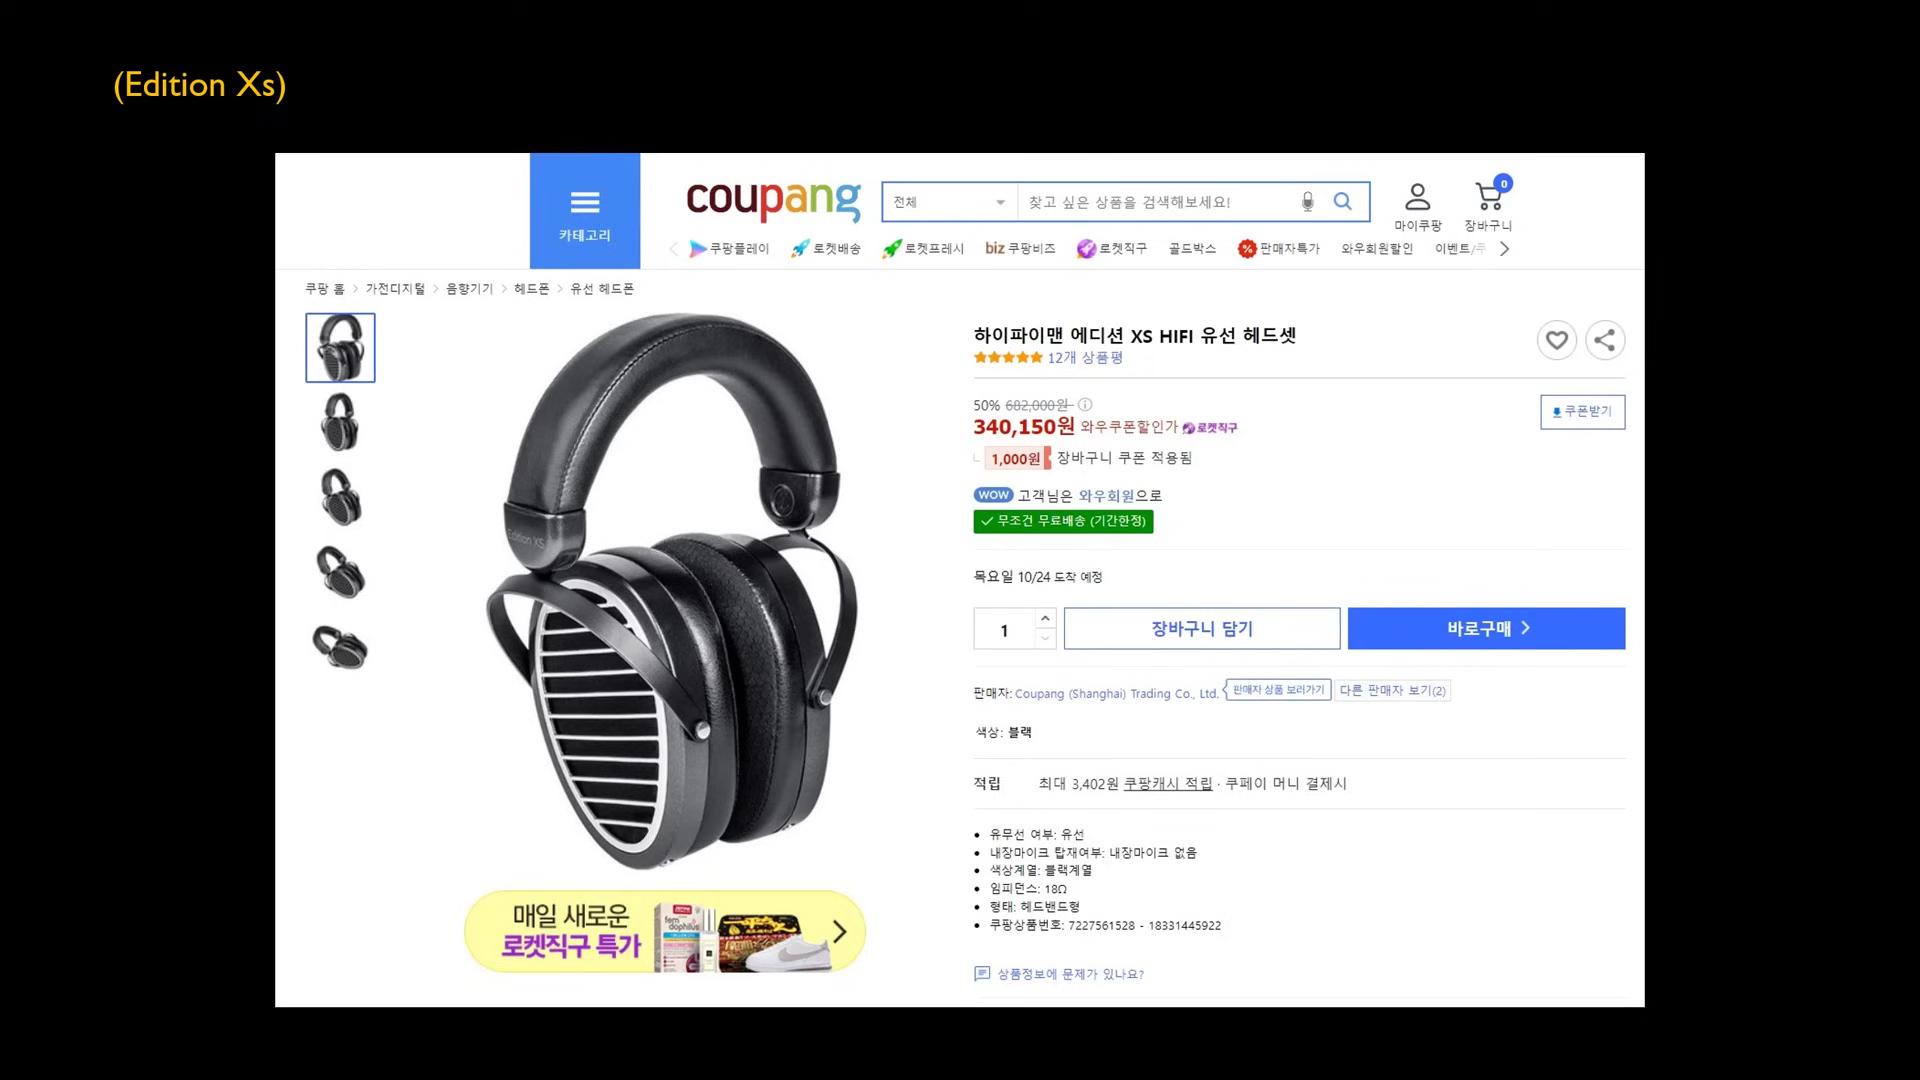 (Edition Xs)
카테고리
coupang
전체
찾고 싶은 상품을 검색해보세요!
마이쿠팡
0
장바구니
쿠팡플레이
로켓배송
로켓프레시
biz 쿠팡비즈
로켓직구
골드박스
판매자특가
와우회원할인
이벤트/쿠
쿠팡 홈 > 가전디지털 > 음향기기 > 헤드폰 > 유선 헤드폰
하이파이맨 에디션 XS HIFI 유선 헤드셋
12개 상품평
50% 682,000원
쿠폰받기
340,150원 와우쿠폰할인가 로켓직구
1,000원 장바구니 쿠폰 적용됨
WOW 고객님은 와우회원으로
무조건 무료배송 (기간한정)
목요일 10/24 도착 예정
1
장바구니 담기
바로구매
판매자: Coupang (Shanghai) Trading Co., Ltd. 판매자 상품 보러가기 다른 판매자 보기(2)
색상: 블랙
적립 최대 3,402원 쿠팡캐시 적립 · 쿠페이 머니 결제시
• 유무선 여부: 유선
• 내장마이크 탑재여부: 내장마이크 없음
• 색상계열: 블랙계열
• 임피던스: 18Ω
• 형태: 헤드밴드형
• 쿠팡상품번호: 7227561528 - 18331445922
상품정보에 문제가 있나요?
Edition XS
매일 새로운
로켓직구 특가